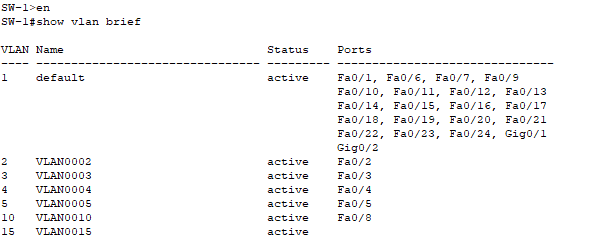 SW-1>en
SW-1#show vlan brief
VLAN Name                             Status    Ports
---- -------------------------------- --------- -------------------------------
1    default                          active    Fa0/1, Fa0/6, Fa0/7, Fa0/9
                                                Fa0/10, Fa0/11, Fa0/12, Fa0/13
                                                Fa0/14, Fa0/15, Fa0/16, Fa0/17
                                                Fa0/18, Fa0/19, Fa0/20, Fa0/21
                                                Fa0/22, Fa0/23, Fa0/24, Gig0/1
                                                Gig0/2
2    VLAN0002                         active    Fa0/2
3    VLAN0003                         active    Fa0/3
4    VLAN0004                         active    Fa0/4
5    VLAN0005                         active    Fa0/5
10   VLAN0010                         active    Fa0/8
15   VLAN0015                         active